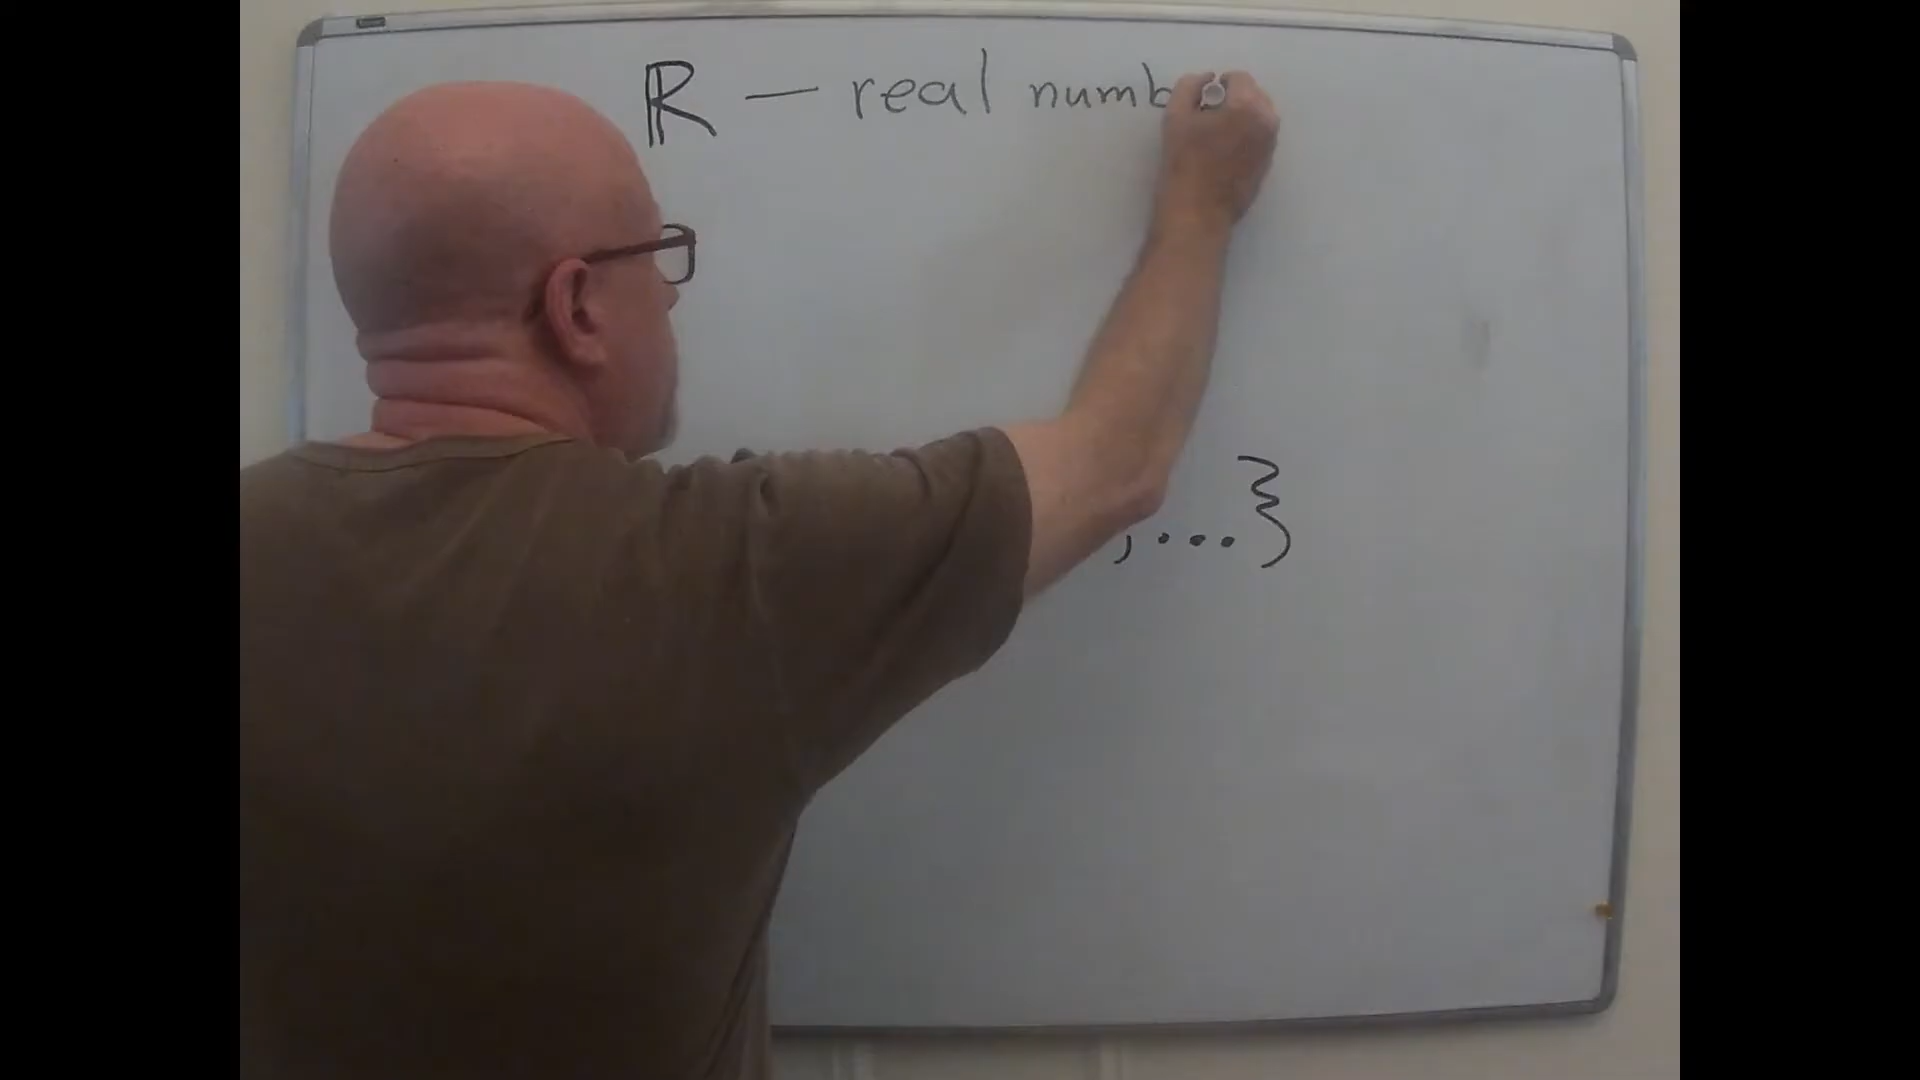 ℝ — real numb
,...}